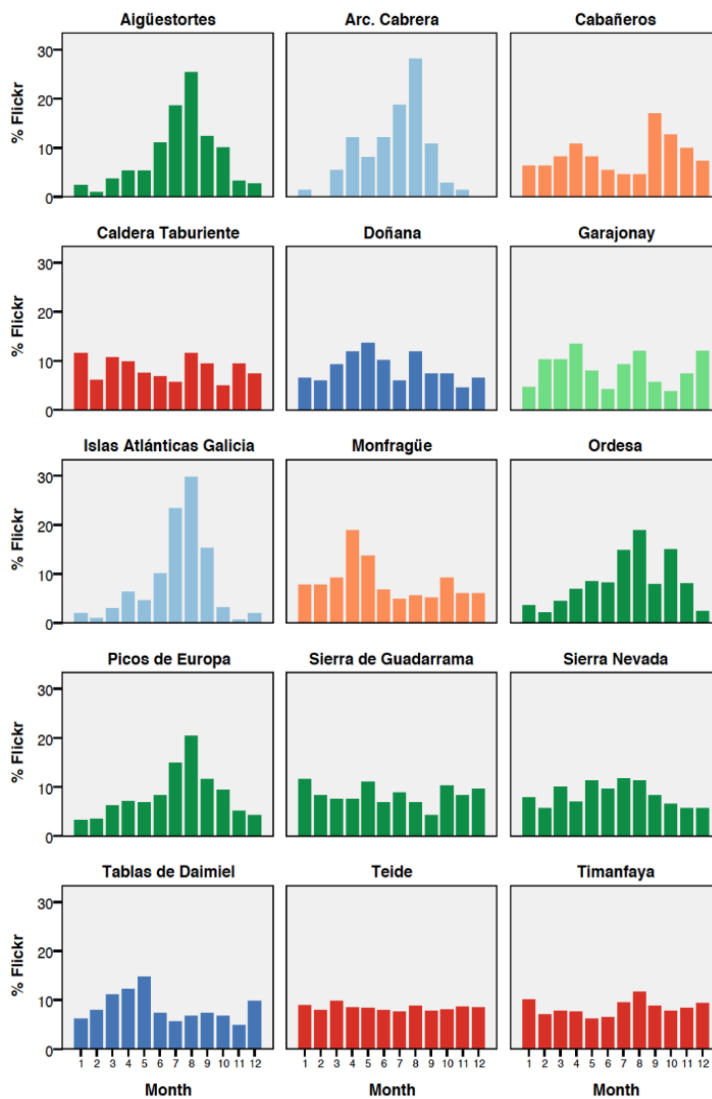 Aigüestortes Arc. Cabrera Cabañeros
% Flickr
30
20
10
0
Caldera Taburiente Doñana Garajonay
% Flickr
30
20
10
0
Islas Atlánticas Galicia Monfragüe Ordesa
% Flickr
30
20
10
0
Picos de Europa Sierra de Guadarrama Sierra Nevada
% Flickr
30
20
10
0
Tablas de Daimiel Teide Timanfaya
% Flickr
30
20
10
0
1 2 3 4 5 6 7 8 9 10 11 12 1 2 3 4 5 6 7 8 9 10 11 12 1 2 3 4 5 6 7 8 9 10 11 12
Month Month Month